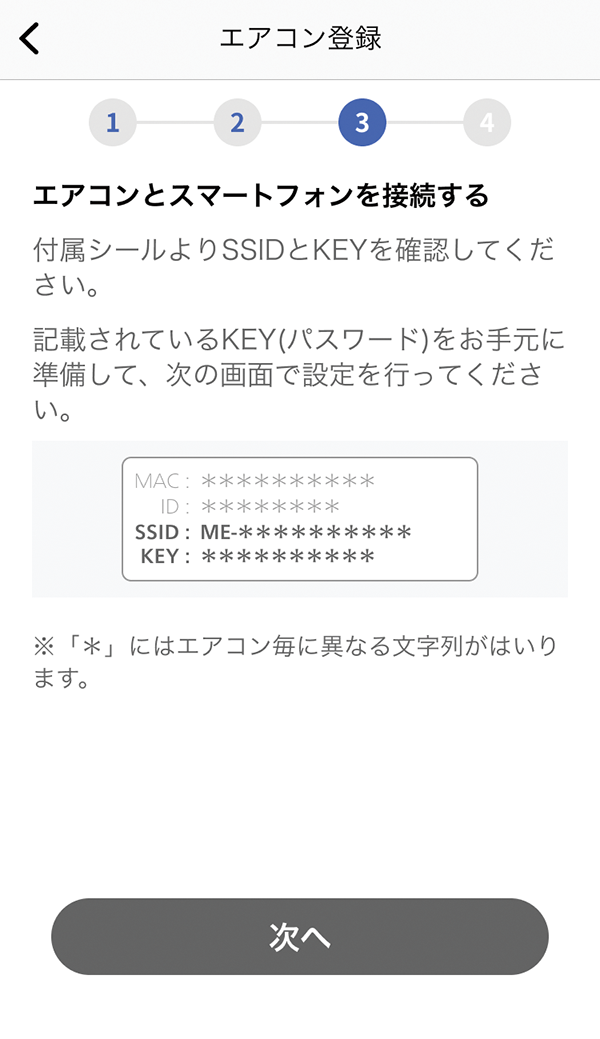 エアコン登録
1 2 3 4
エアコンとスマートフォンを接続する
付属シールよりSSIDとKEYを確認してくだ
さい。
記載されているKEY(パスワード)をお手元に
準備して、次の画面で設定を行ってくださ
い。
MAC : ＊＊＊＊＊＊＊＊＊＊
ID : ＊＊＊＊＊＊＊＊
SSID : ME-＊＊＊＊＊＊＊＊＊＊
KEY : ＊＊＊＊＊＊＊＊＊＊
※「＊」にはエアコン毎に異なる文字列がはいり
ます。
次へ